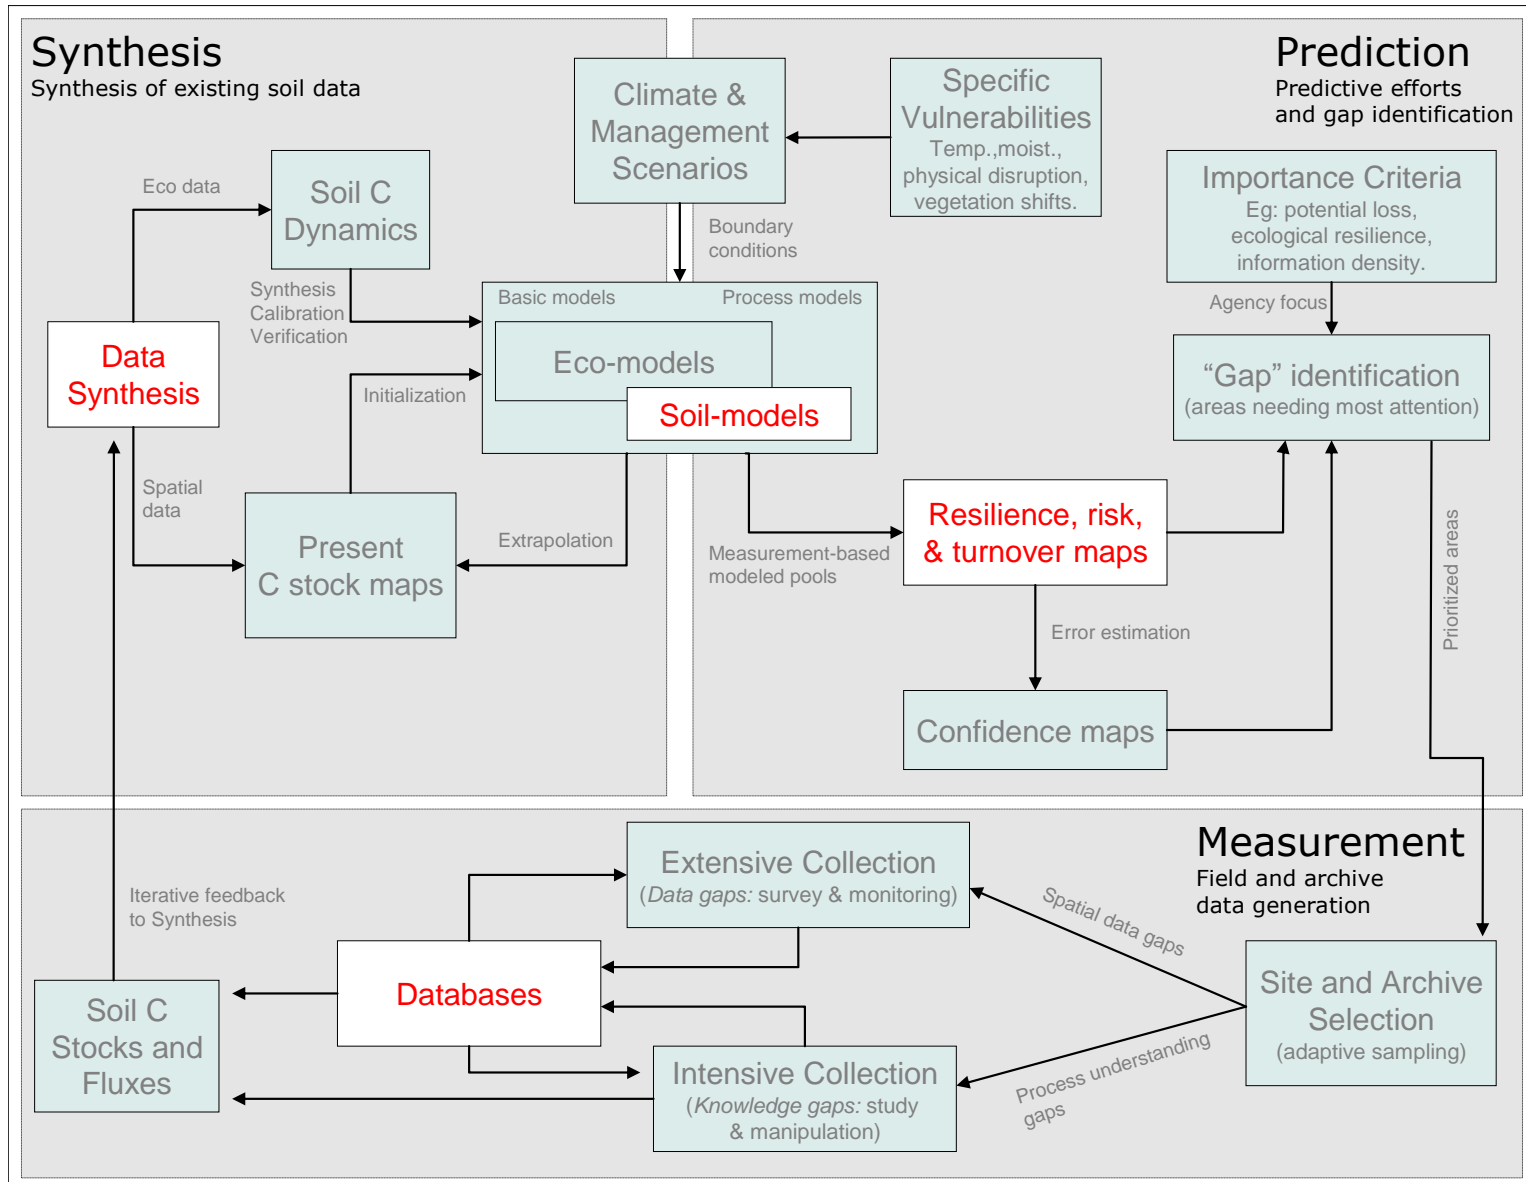 Synthesis
Synthesis of existing soil data
Prediction
Predictive efforts
and gap identification
Climate &
Management
Scenarios
Specific
Vulnerabilities
Temp.,moist.,
physical disruption,
vegetation shifts.
Importance Criteria
Eg: potential loss,
ecological resilience,
information density.
Eco data
Soil C
Dynamics
Boundary
conditions
Synthesis
Calibration
Verification
Basic models
Process models
Agency focus
Data
Synthesis
Eco-models
Soil-models
Initialization
“Gap” identification
(areas needing most attention)
Spatial
data
Present
C stock maps
Extrapolation
Measurement-based
modeled pools
Resilience, risk,
& turnover maps
Prioritized areas
Error estimation
Confidence maps
Measurement
Field and archive
data generation
Extensive Collection
(Data gaps: survey & monitoring)
Iterative feedback
to Synthesis
Spatial data gaps
Databases
Soil C
Stocks and
Fluxes
Site and Archive
Selection
(adaptive sampling)
Intensive Collection
(Knowledge gaps: study
& manipulation)
Process understanding
gaps